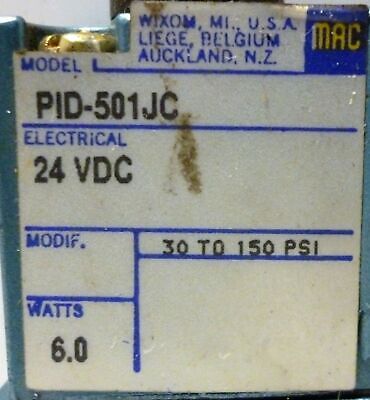 WIXOM, MI., U.S.A.
LIEGE, BELGIUM
AUCKLAND, N.Z.
MAC
MODEL
PID-501JC
ELECTRICAL
24 VDC
MODIF.
30 TO 150 PSI
WATTS
6.0